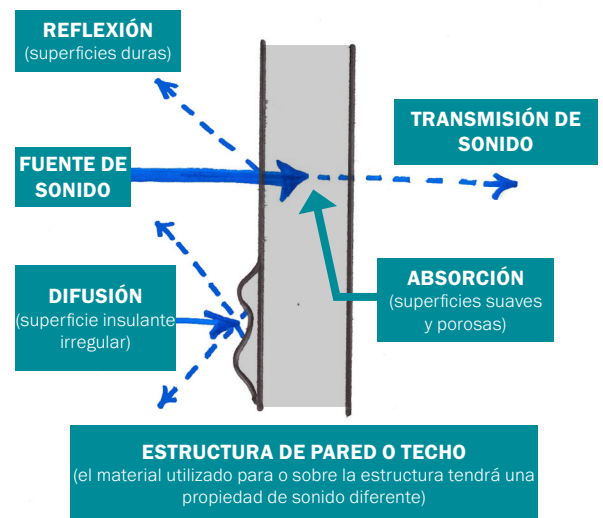 REFLEXIÓN
(superficies duras)
TRANSMISIÓN DE
SONIDO
FUENTE DE
SONIDO
ABSORCIÓN
(superficies suaves
y porosas)
DIFUSIÓN
(superficie insulante
irregular)
ESTRUCTURA DE PARED O TECHO
(el material utilizado para o sobre la estructura tendrá una
propiedad de sonido diferente)